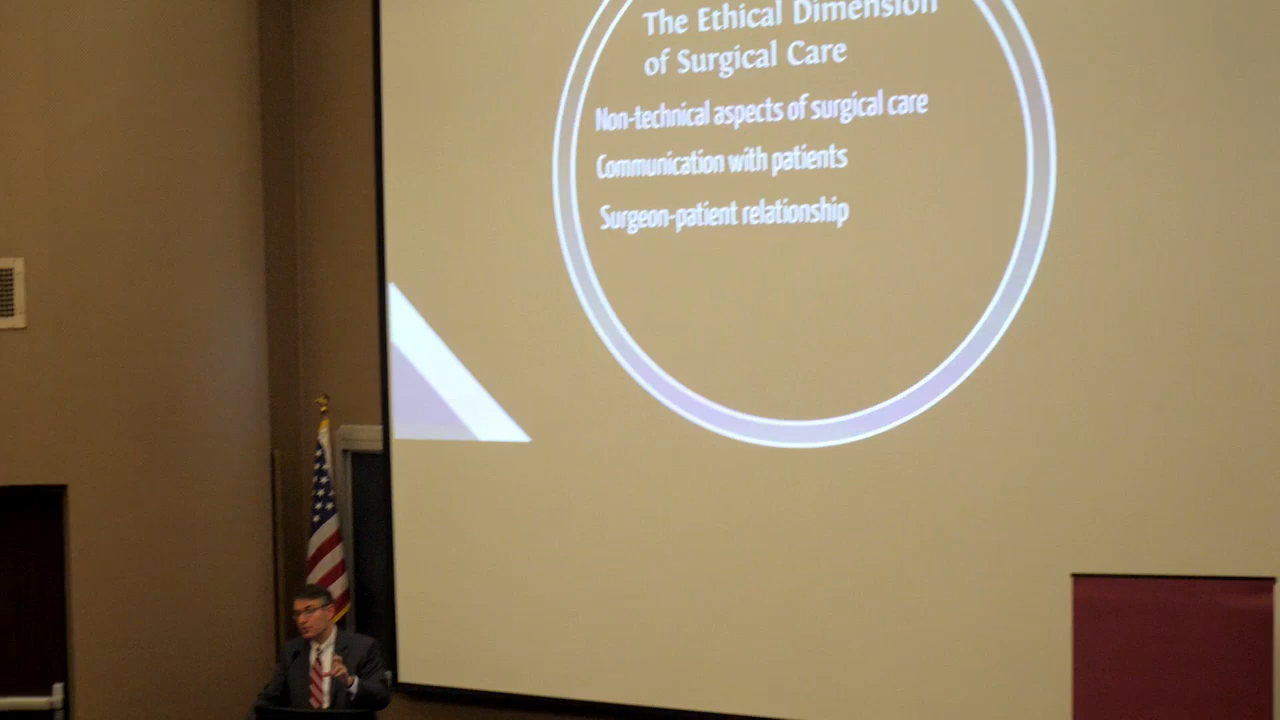 The Ethical Dimension
of Surgical Care
Non-technical aspects of surgical care
Communication with patients
Surgeon-patient relationship